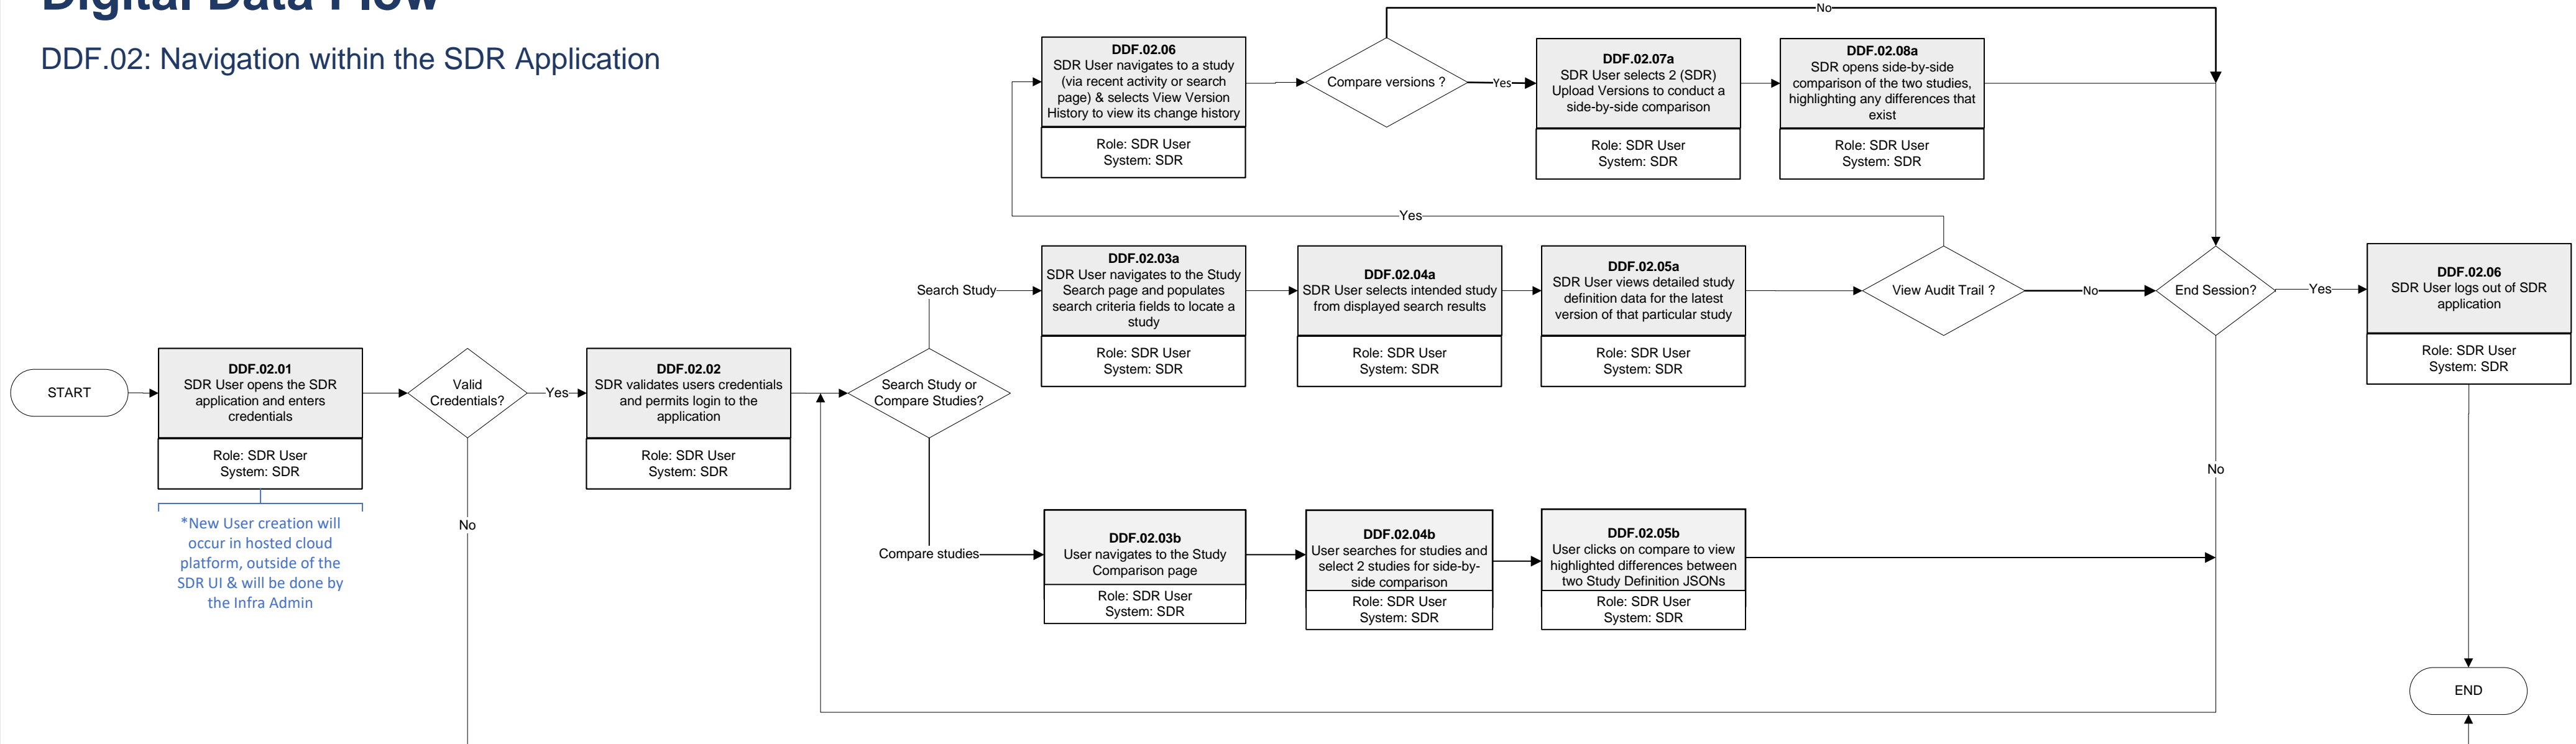 Digital Data Flow
DDF.02: Navigation within the SDR Application
No
DDF.02.06
SDR User navigates to a study
(via recent activity or search
page) & selects View Version
History to view its change history
Role: SDR User
System: SDR
Compare versions ?
Yes
DDF.02.07a
SDR User selects 2 (SDR)
Upload Versions to conduct a
side-by-side comparison
Role: SDR User
System: SDR
DDF.02.08a
SDR opens side-by-side
comparison of the two studies,
highlighting any differences that
exist
Role: SDR User
System: SDR
Yes
Search Study
DDF.02.03a
SDR User navigates to the Study
Search page and populates
search criteria fields to locate a
study
Role: SDR User
System: SDR
DDF.02.04a
SDR User selects intended study
from displayed search results
Role: SDR User
System: SDR
DDF.02.05a
SDR User views detailed study
definition data for the latest
version of that particular study
Role: SDR User
System: SDR
View Audit Trail ?
No
End Session?
Yes
DDF.02.06
SDR User logs out of SDR
application
Role: SDR User
System: SDR
START
DDF.02.01
SDR User opens the SDR
application and enters
credentials
Role: SDR User
System: SDR
Valid
Credentials?
Yes
DDF.02.02
SDR validates users credentials
and permits login to the
application
Role: SDR User
System: SDR
Search Study or
Compare Studies?
No
*New User creation will
occur in hosted cloud
platform, outside of the
SDR UI & will be done by
the Infra Admin
No
Compare studies
DDF.02.03b
User navigates to the Study
Comparison page
Role: SDR User
System: SDR
DDF.02.04b
User searches for studies and
select 2 studies for side-by-
side comparison
Role: SDR User
System: SDR
DDF.02.05b
User clicks on compare to view
highlighted differences between
two Study Definition JSONs
Role: SDR User
System: SDR
END